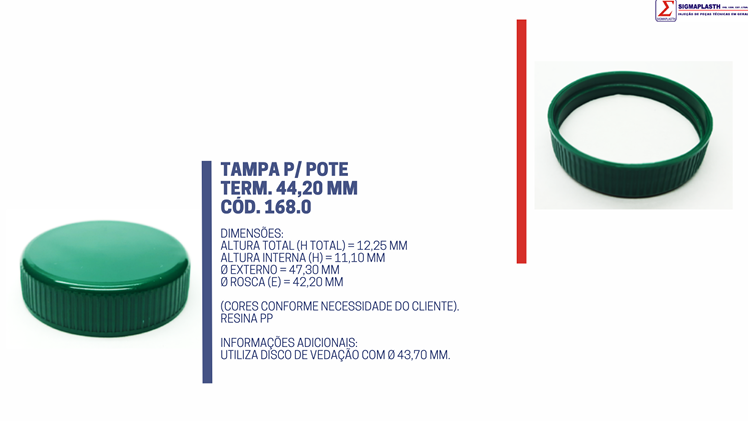 SIGMAPLASTH
INJEÇÃO DE PEÇAS TÉCNICAS EM GERAL
TAMPA P/ POTE
TERM. 44,20 MM
CÓD. 168.0
DIMENSÕES:
ALTURA TOTAL (H TOTAL) = 12,25 MM
ALTURA INTERNA (H) = 11,10 MM
Ø EXTERNO = 47,30 MM
Ø ROSCA (E) = 42,20 MM
(CORES CONFORME NECESSIDADE DO CLIENTE).
RESINA PP
INFORMAÇÕES ADICIONAIS:
UTILIZA DISCO DE VEDAÇÃO COM Ø 43,70 MM.